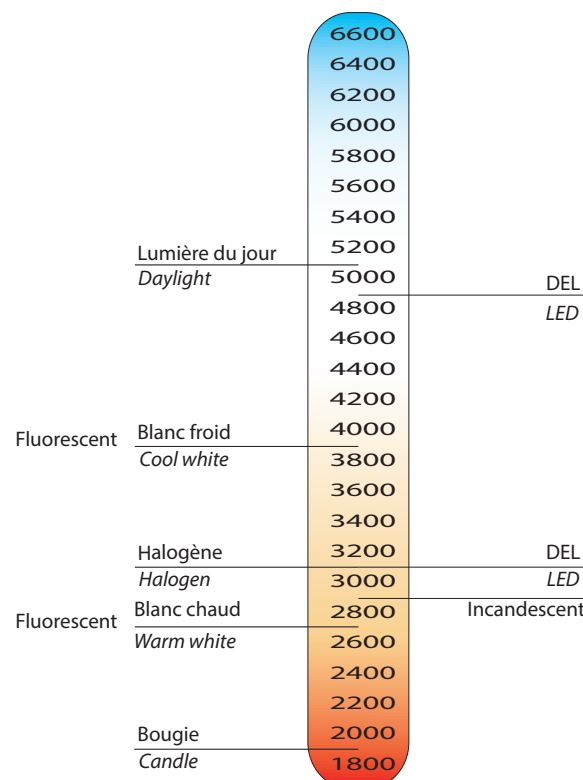 6600
6400
6200
6000
5800
5600
5400
5200
Lumière du jour
Daylight
5000
DEL
LED
4800
4600
4400
4200
4000
Fluorescent
Blanc froid
Cool white
3800
3600
3400
3200
Halogène
Halogen
DEL
LED
3000
Fluorescent
Blanc chaud
Warm white
2800
Incandescent
2600
2400
2200
2000
Bougie
Candle
1800